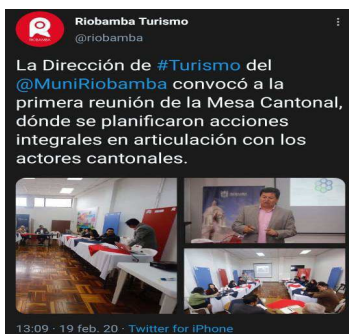 Riobamba Turismo
@riobamba
RIOBAMBA
La Dirección de #Turismo del
@MuniRiobamba convocó a la
primera reunión de la Mesa Cantonal,
dónde se planificaron acciones
integrales en articulación con los
actores cantonales.
13:09 · 19 feb. 20 · Twitter for iPhone